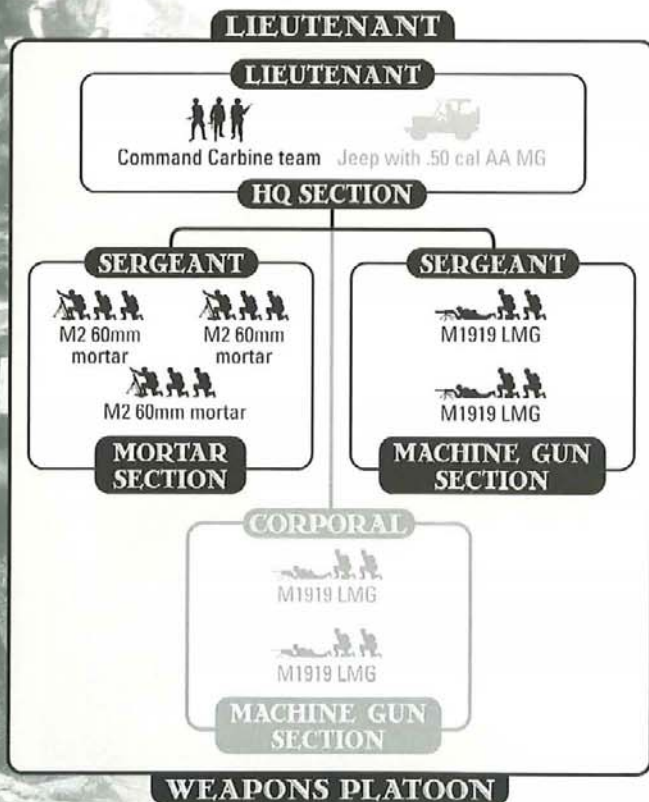 LIEUTENANT
LIEUTENANT
Command Carbine team Jeep with .50 cal AA MG
HQ SECTION
SERGEANT
M2 60mm
mortar
M2 60mm
mortar
M2 60mm mortar
MORTAR
SECTION
SERGEANT
M1919 LMG
M1919 LMG
MACHINE GUN
SECTION
CORPORAL
M1919 LMG
M1919 LMG
MACHINE GUN
SECTION
WEAPONS PLATOON